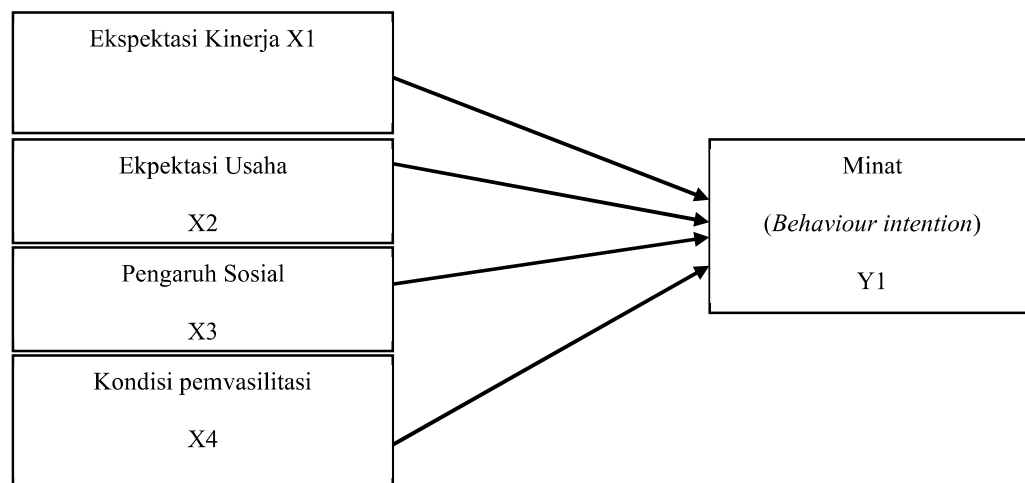 Ekspektasi Kinerja X1
Ekpektasi Usaha
X2
Pengaruh Sosial
X3
Kondisi pemvasilitasi
X4
Minat
(Behaviour intention)
Y1